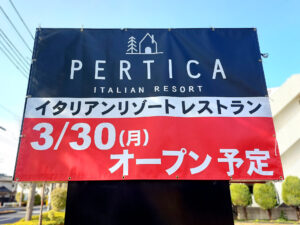 PERTICA
ITALIAN RESORT
イタリアンリゾートレストラン
3/30(月)
オープン予定